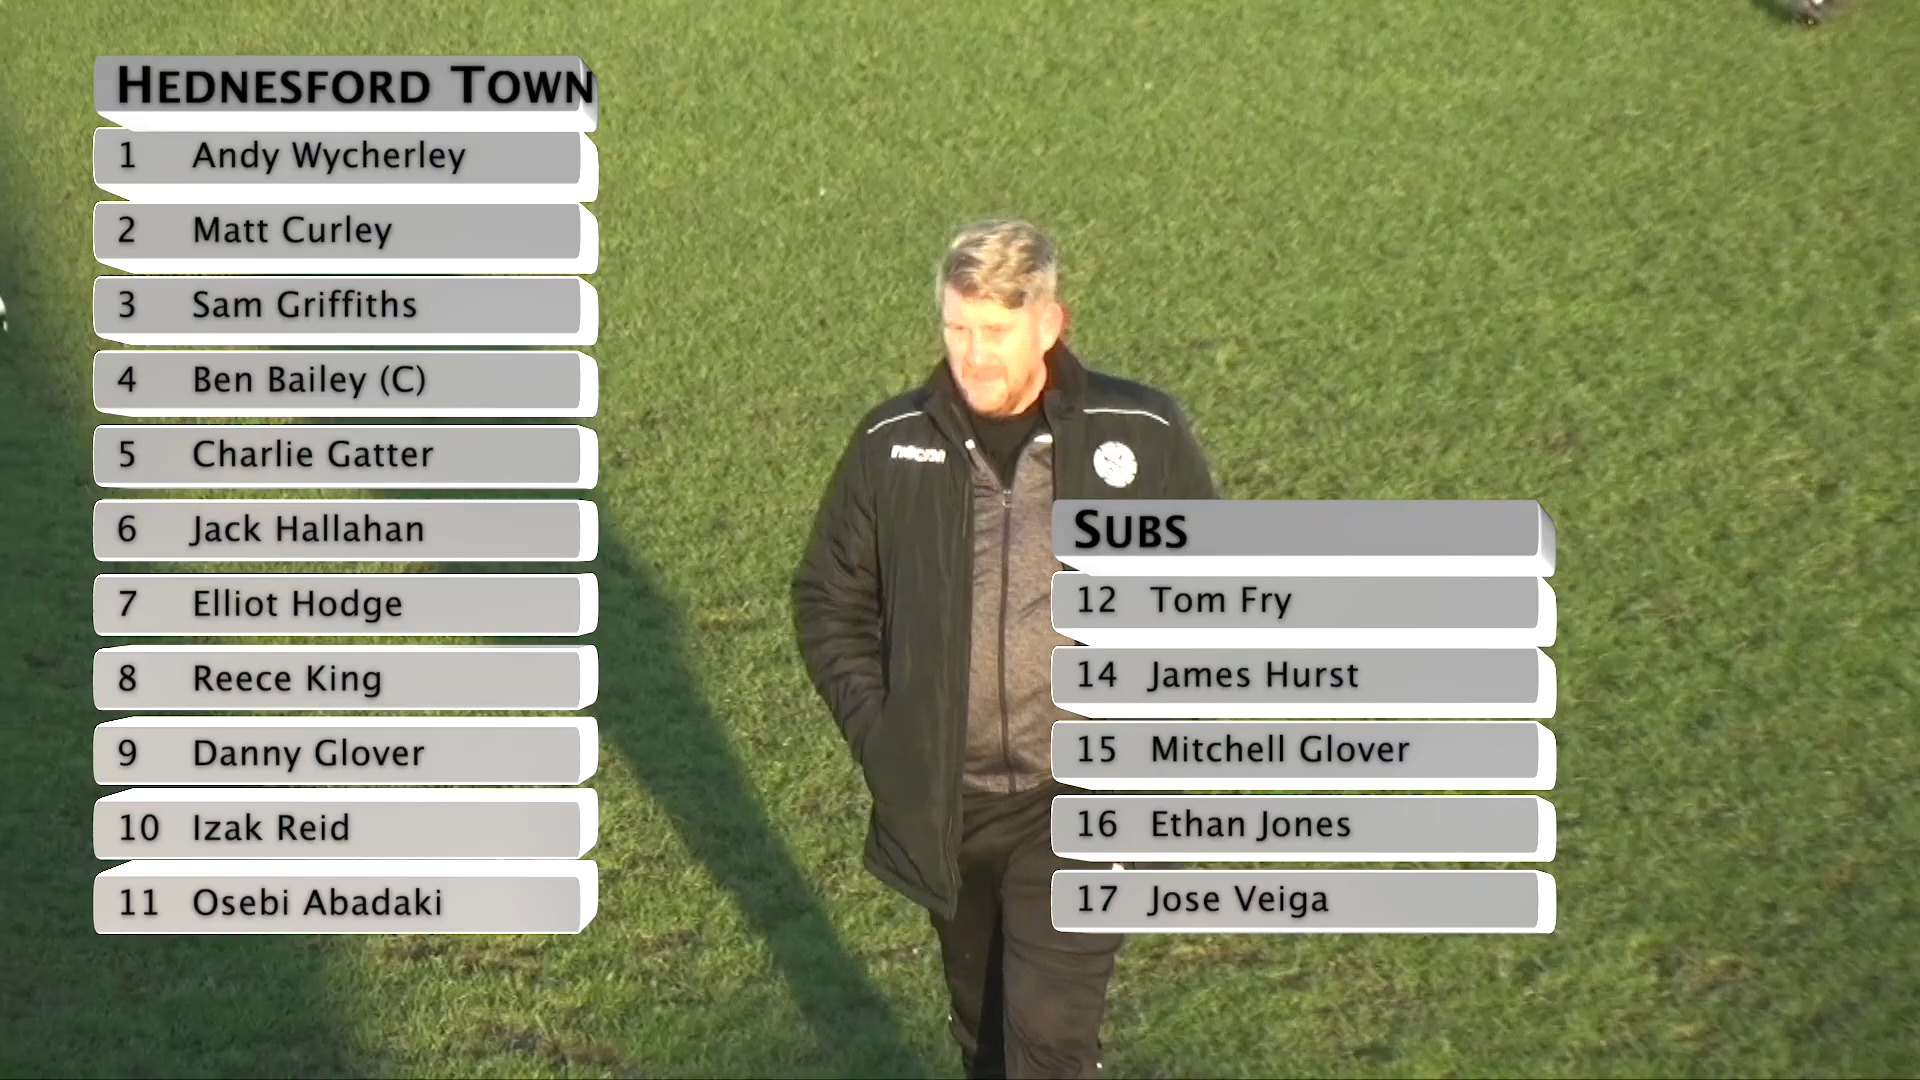 HEDNESFORD TOWN
1 Andy Wycherley
2 Matt Curley
3 Sam Griffiths
4 Ben Bailey (C)
5 Charlie Gatter
6 Jack Hallahan
7 Elliot Hodge
8 Reece King
9 Danny Glover
10 Izak Reid
11 Osebi Abadaki
macron
SUBS
12 Tom Fry
14 James Hurst
15 Mitchell Glover
16 Ethan Jones
17 Jose Veiga